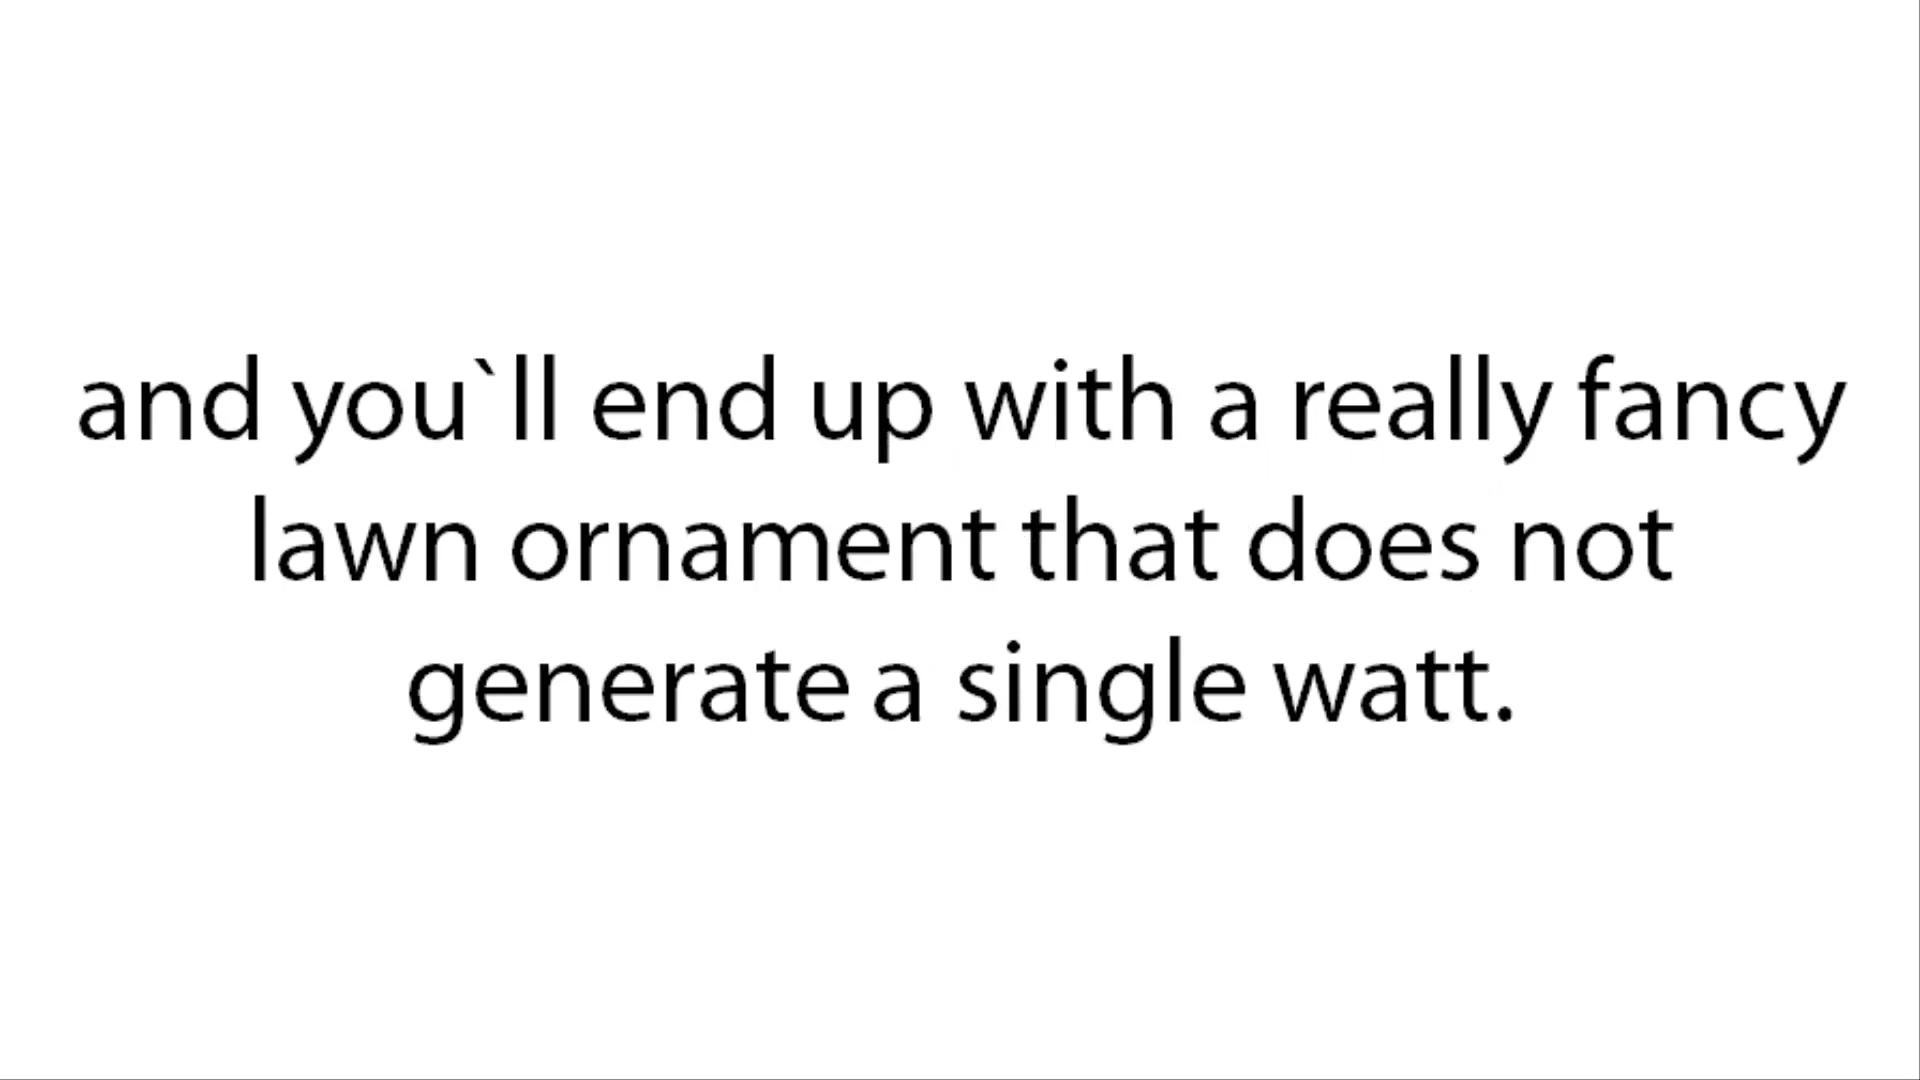 and you`ll end up with a really fancy
lawn ornament that does not
generate a single watt.